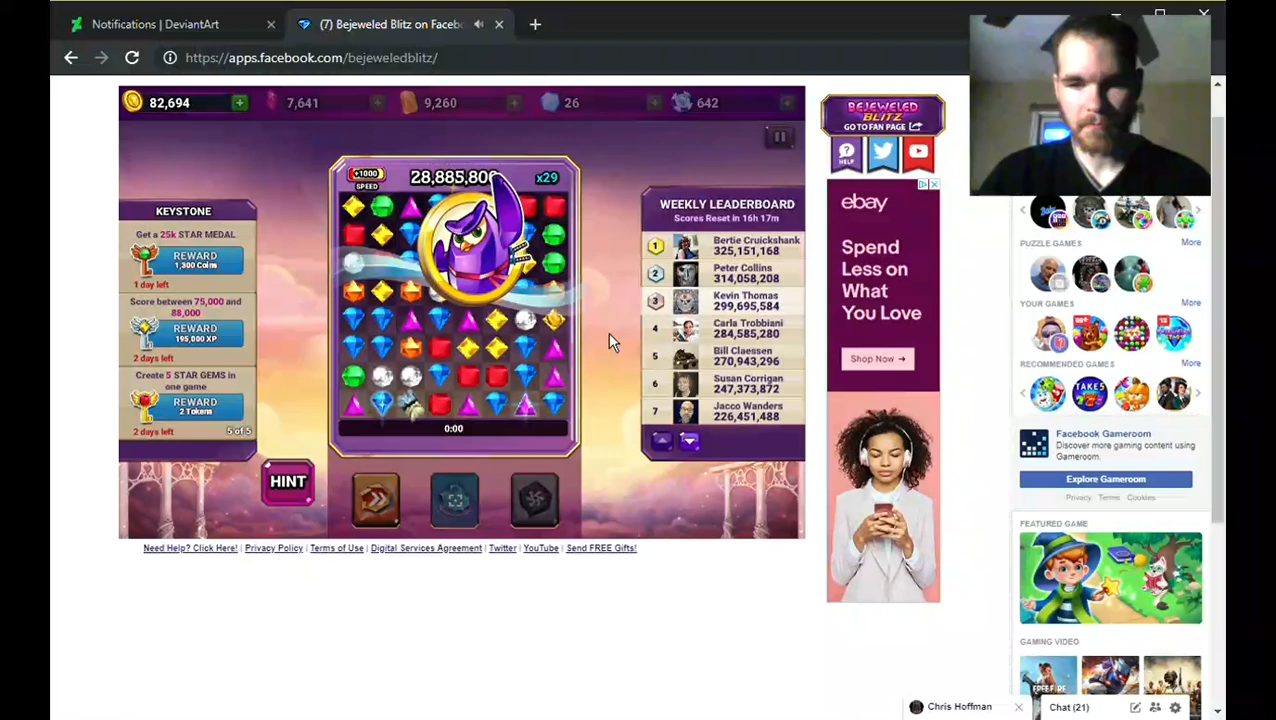 Notifications | DeviantArt
(7) Bejeweled Blitz on Facebo
https://apps.facebook.com/bejeweledblitz/
82,694
7,641
9,260
26
642
+1000
SPEED
28,885,800
x29
KEYSTONE
Get a 25k STAR MEDAL
REWARD
1,300 Coins
1 day left
Score between 75,000 and
88,000
REWARD
195,000 XP
2 days left
Create 5 STAR GEMS in
one game
REWARD
2 Tokens
2 days left
5 of 5
HINT
0:00
WEEKLY LEADERBOARD
Scores Reset in 16h 17m
1 Bertie Cruickshank
325,151,168
2 Peter Collins
314,058,208
3 Kevin Thomas
299,695,584
4 Carla Trobbiani
284,585,280
5 Bill Claessen
270,943,296
6 Susan Corrigan
247,373,872
7 Jacco Wanders
226,451,488
Need Help? Click Here!
Privacy Policy
Terms of Use
Digital Services Agreement
Twitter
YouTube
Send FREE Gifts!
BEJEWELED
BLITZ
GO TO FAN PAGE
HELP
ebay
Spend
Less on
What
You Love
Shop Now →
PUZZLE GAMES
More
YOUR GAMES
More
RECOMMENDED GAMES
More
TAKE5
Facebook Gameroom
Discover more gaming content using
Gameroom.
Explore Gameroom
Privacy Terms Cookies
FEATURED GAME
GAMING VIDEO
FREE FIRE
Chris Hoffman
Chat (21)